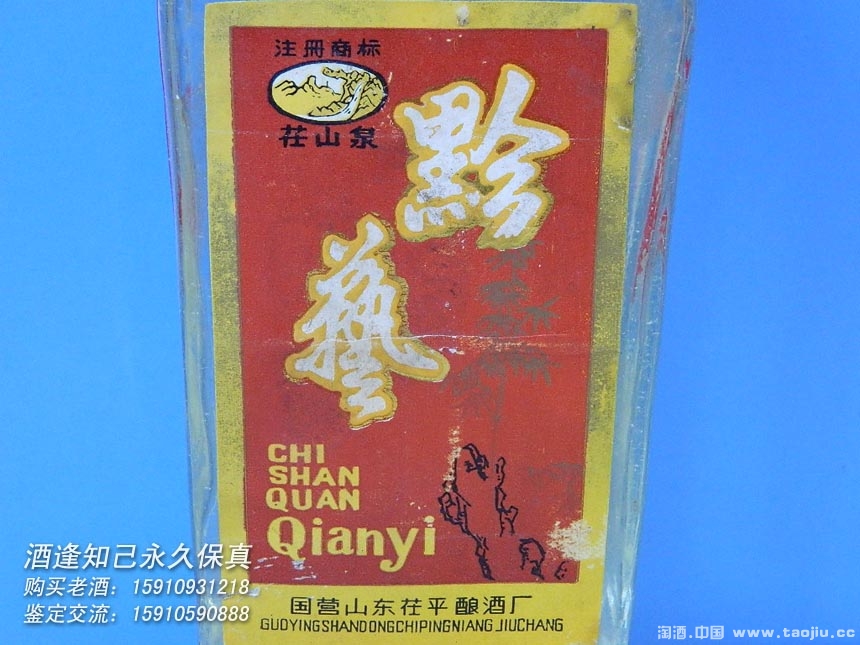 注册商标
茌山泉
黔
藝
CHI
SHAN
QUAN
Qianyi
国营山东茌平酿酒厂
GUOYINGSHANDONGCHIPINGNIANGJIUCHANG
酒逢知己永久保真
购买老酒：15910931218
鉴定交流：15910590888
淘酒.中国 www.taojiu.cc